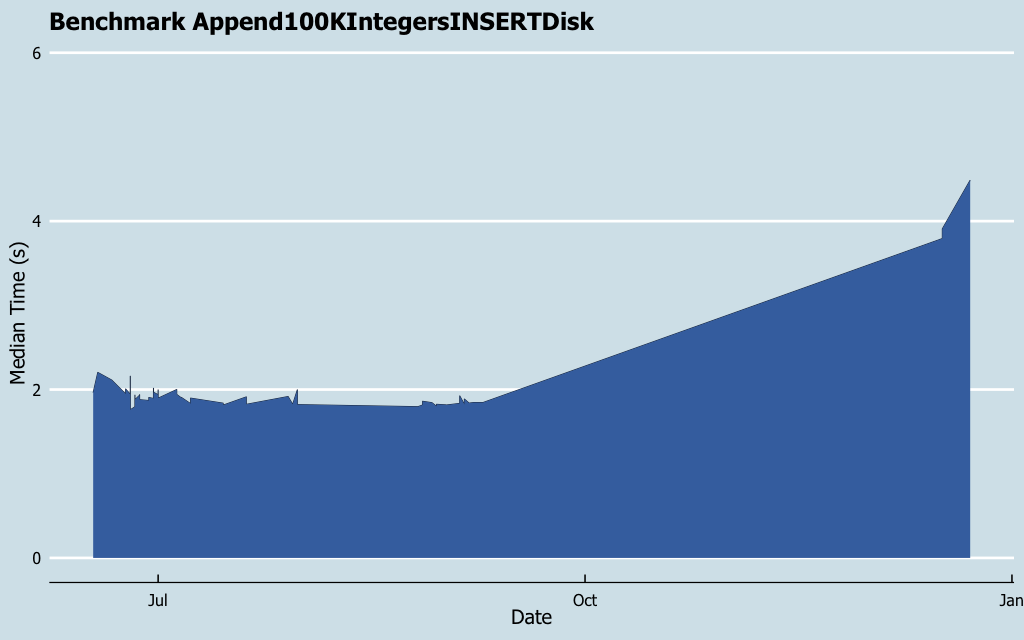 Benchmark Append100KIntegersINSERTDisk
6
4
2
0
Median Time (s)
Jul
Oct
Jan
Date